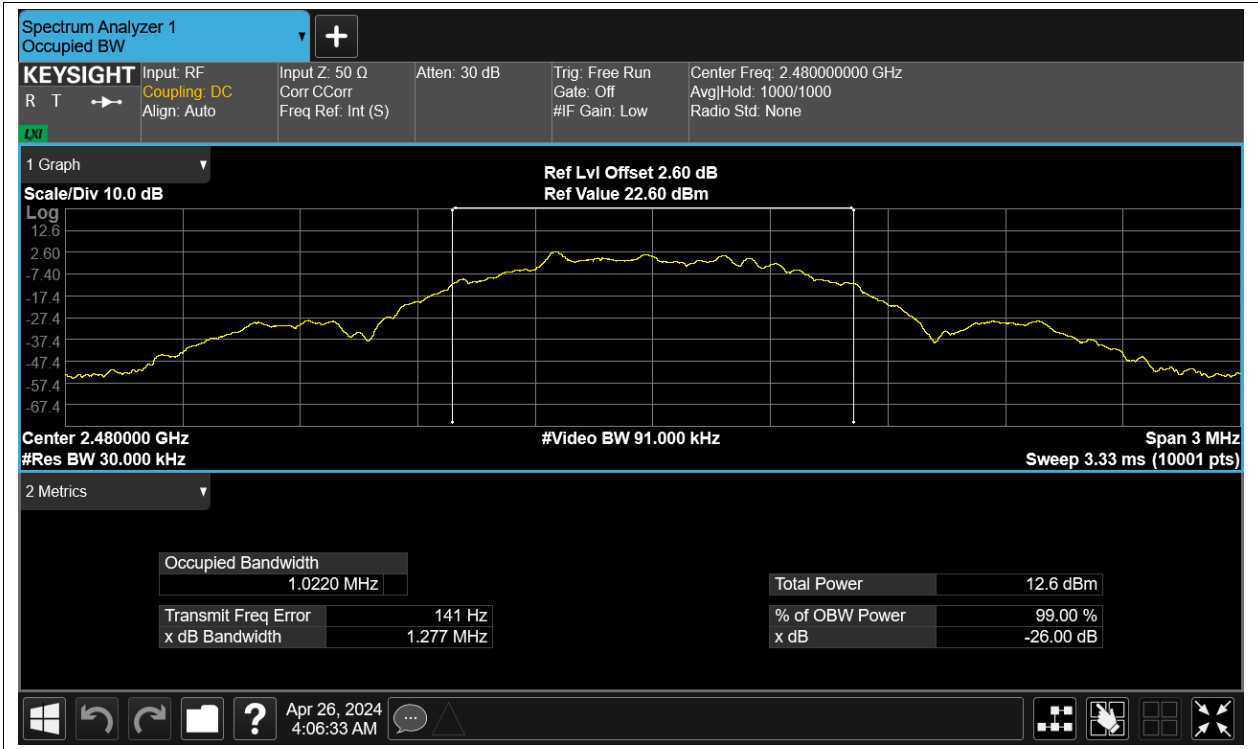 Spectrum Analyzer 1
Occupied BW
KEYSIGHT
R T
LXI
Input: RF
Coupling: DC
Align: Auto
Input Z: 50 Ω
Corr CCorr
Freq Ref: Int (S)
Atten: 30 dB
Trig: Free Run
Gate: Off
#IF Gain: Low
Center Freq: 2.480000000 GHz
Avg|Hold: 1000/1000
Radio Std: None
1 Graph
Scale/Div 10.0 dB
Ref Lvl Offset 2.60 dB
Ref Value 22.60 dBm
Log
12.6
2.60
-7.40
-17.4
-27.4
-37.4
-47.4
-57.4
-67.4
Center 2.480000 GHz
#Res BW 30.000 kHz
#Video BW 91.000 kHz
Span 3 MHz
Sweep 3.33 ms (10001 pts)
2 Metrics
Occupied Bandwidth
1.0220 MHz
Transmit Freq Error 141 Hz
x dB Bandwidth 1.277 MHz
Total Power 12.6 dBm
% of OBW Power 99.00 %
x dB -26.00 dB
?
Apr 26, 2024
4:06:33 AM